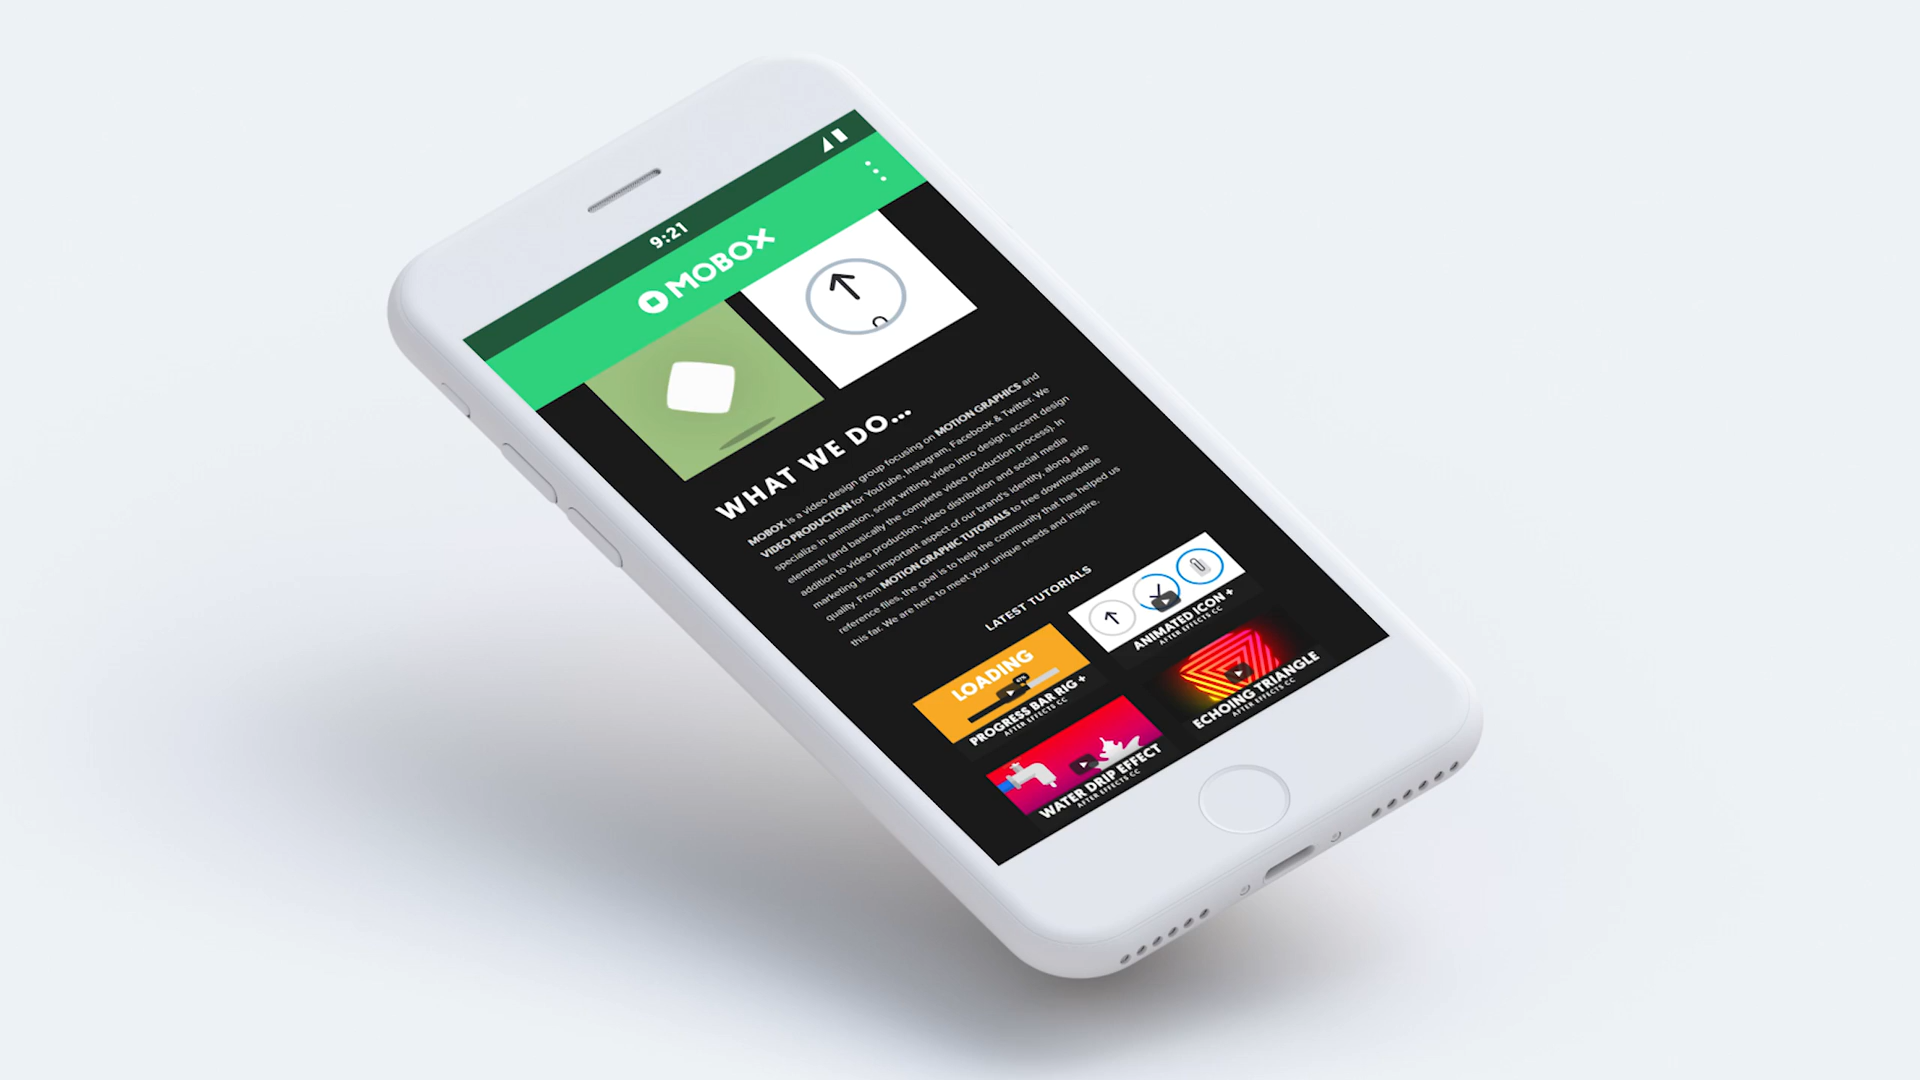 9:21
MOBOX
WHAT WE DO...
MOBOX is a video design group focusing on MOTION GRAPHICS and
VIDEO PRODUCTION for YouTube, Instagram, Facebook & Twitter. We
specialize in animation, script writing, video intro design, accent design
elements (and basically the complete video production process). In
addition to video production, video distribution and social media
marketing is an important aspect of our brand's identity, along side
quality. From MOTION GRAPHIC TUTORIALS to free downloadable
reference files, the goal is to help the community that has helped us
this far. We are here to meet your unique needs and inspire.
LATEST TUTORIALS
LOADING
PROGRESS BAR RIG +
AFTER EFFECTS CC
ANIMATED ICON +
AFTER EFFECTS CC
WATER DRIP EFFECT
AFTER EFFECTS CC
ECHOING TRIANGLE
AFTER EFFECTS CC